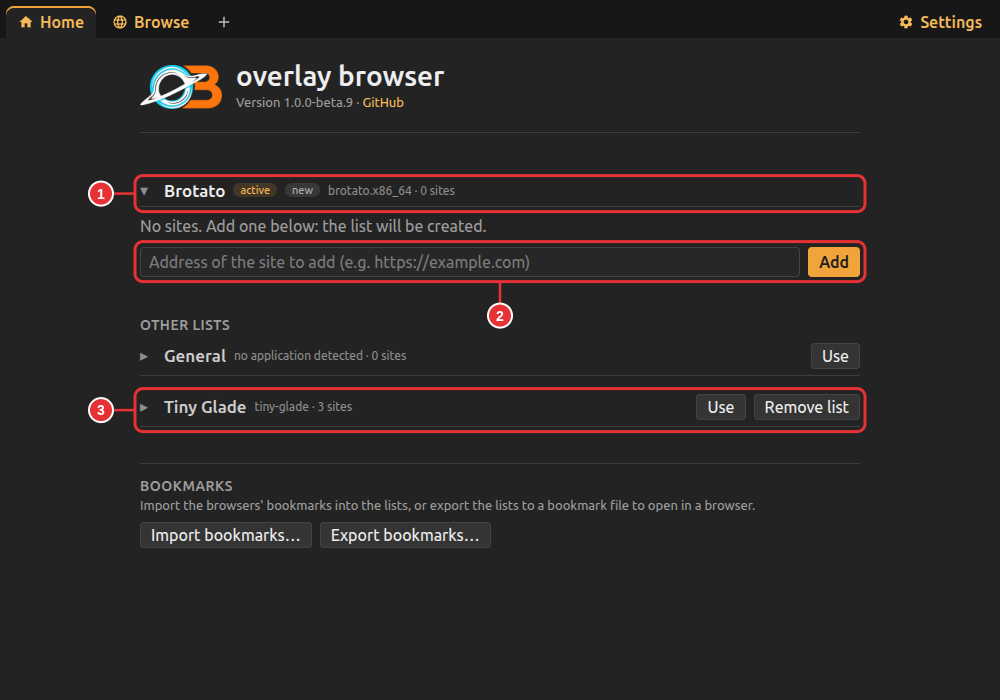 Home Browse + Settings
OB
overlay browser
Version 1.0.0-beta.9 · GitHub
1 Brotato active new brotato.x86_64 · 0 sites
No sites. Add one below: the list will be created.
Address of the site to add (e.g. https://example.com) Add
2
OTHER LISTS
General no application detected · 0 sites Use
3 Tiny Glade tiny-glade · 3 sites Use Remove list
BOOKMARKS
Import the browsers' bookmarks into the lists, or export the lists to a bookmark file to open in a browser.
Import bookmarks... Export bookmarks...